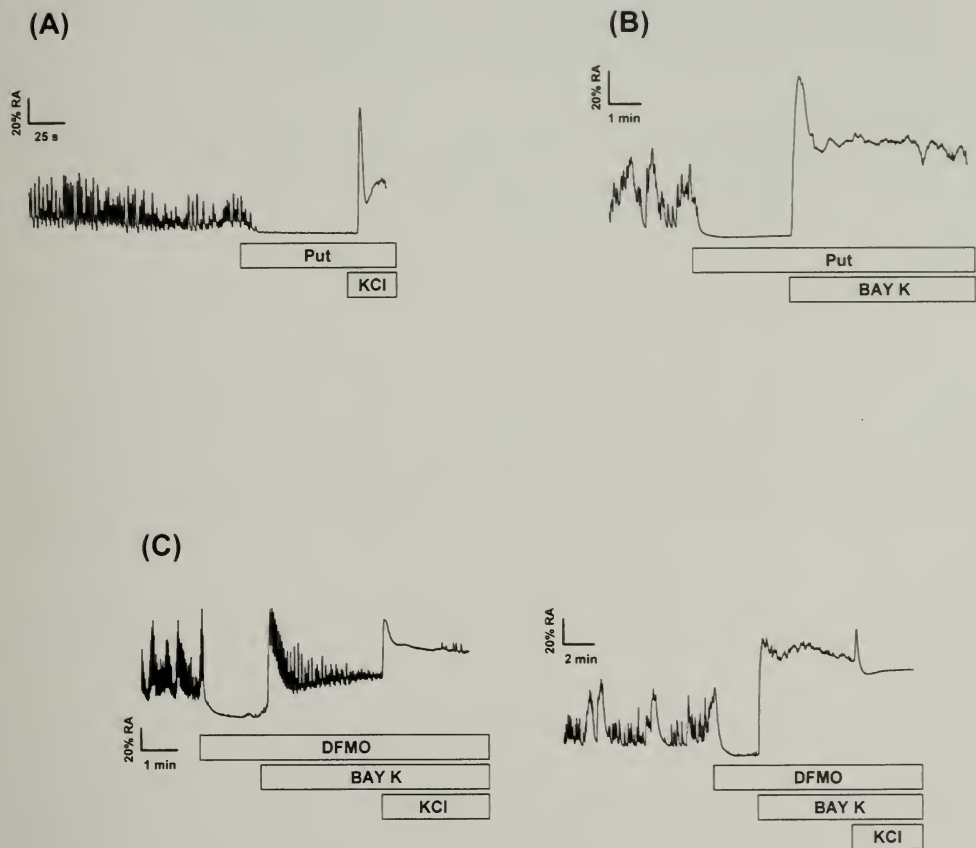 (A)
20% RA
25 s
Put
KCl
(B)
20% RA
1 min
Put
BAY K
(C)
20% RA
1 min
DFMO
BAY K
KCl
20% RA
2 min
DFMO
BAY K
KCl